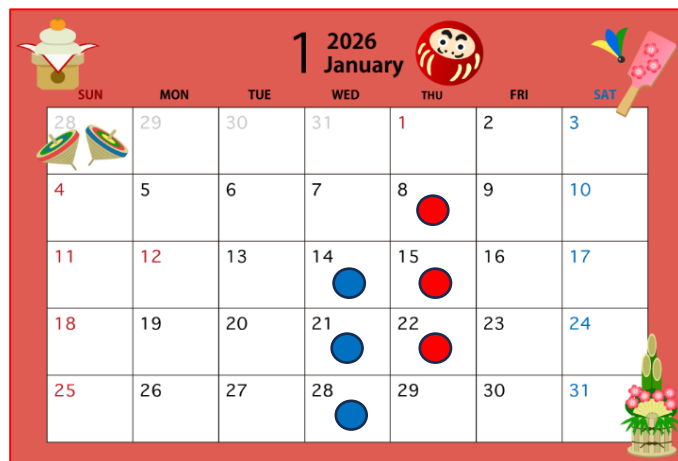 1 2026
January
SUN MON TUE WED THU FRI SAT
28 29 30 31 1 2 3
4 5 6 7 8 9 10
11 12 13 14 15 16 17
18 19 20 21 22 23 24
25 26 27 28 29 30 31